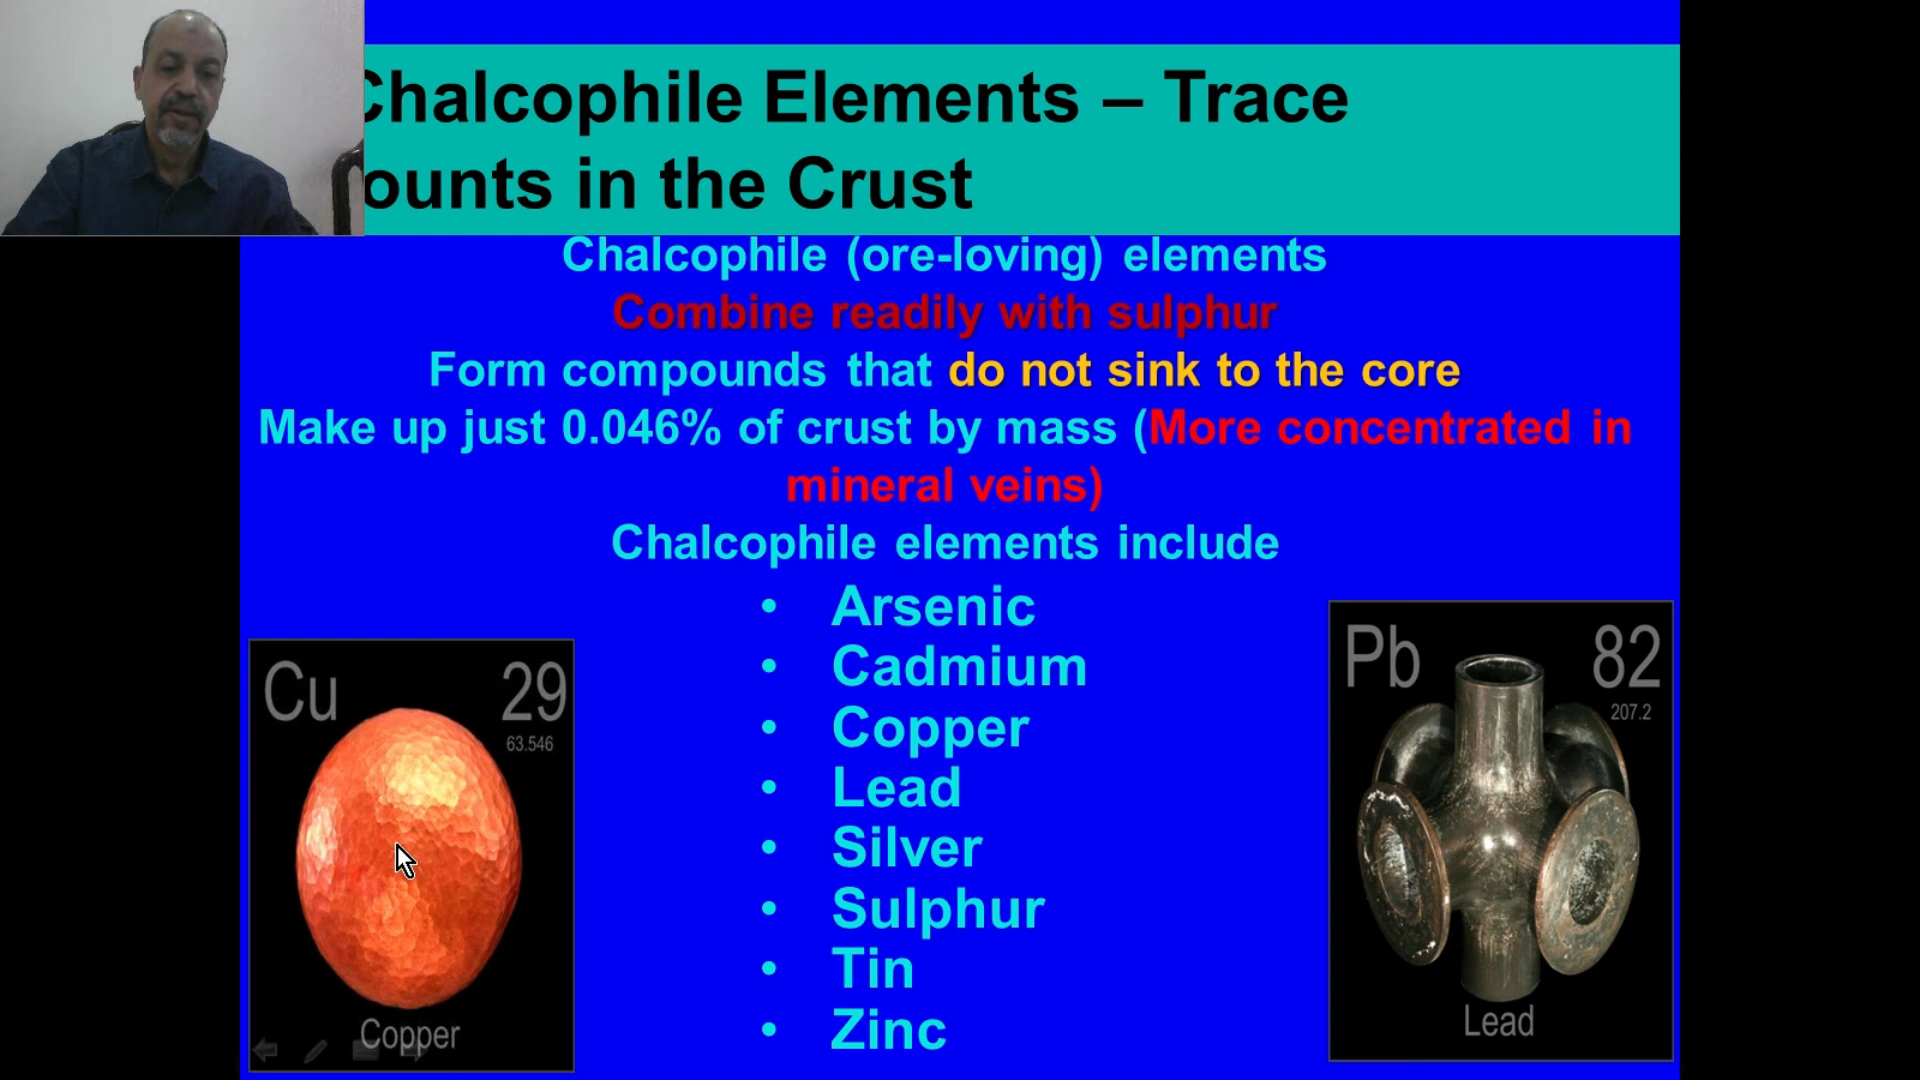 Chalcophile Elements – Trace
ounts in the Crust
Chalcophile (ore-loving) elements
Combine readily with sulphur
Form compounds that do not sink to the core
Make up just 0.046% of crust by mass (More concentrated in
mineral veins)
Chalcophile elements include
• Arsenic
• Cadmium
• Copper
• Lead
• Silver
• Sulphur
• Tin
• Zinc
Cu 29
63.546
Copper
Pb 82
207.2
Lead